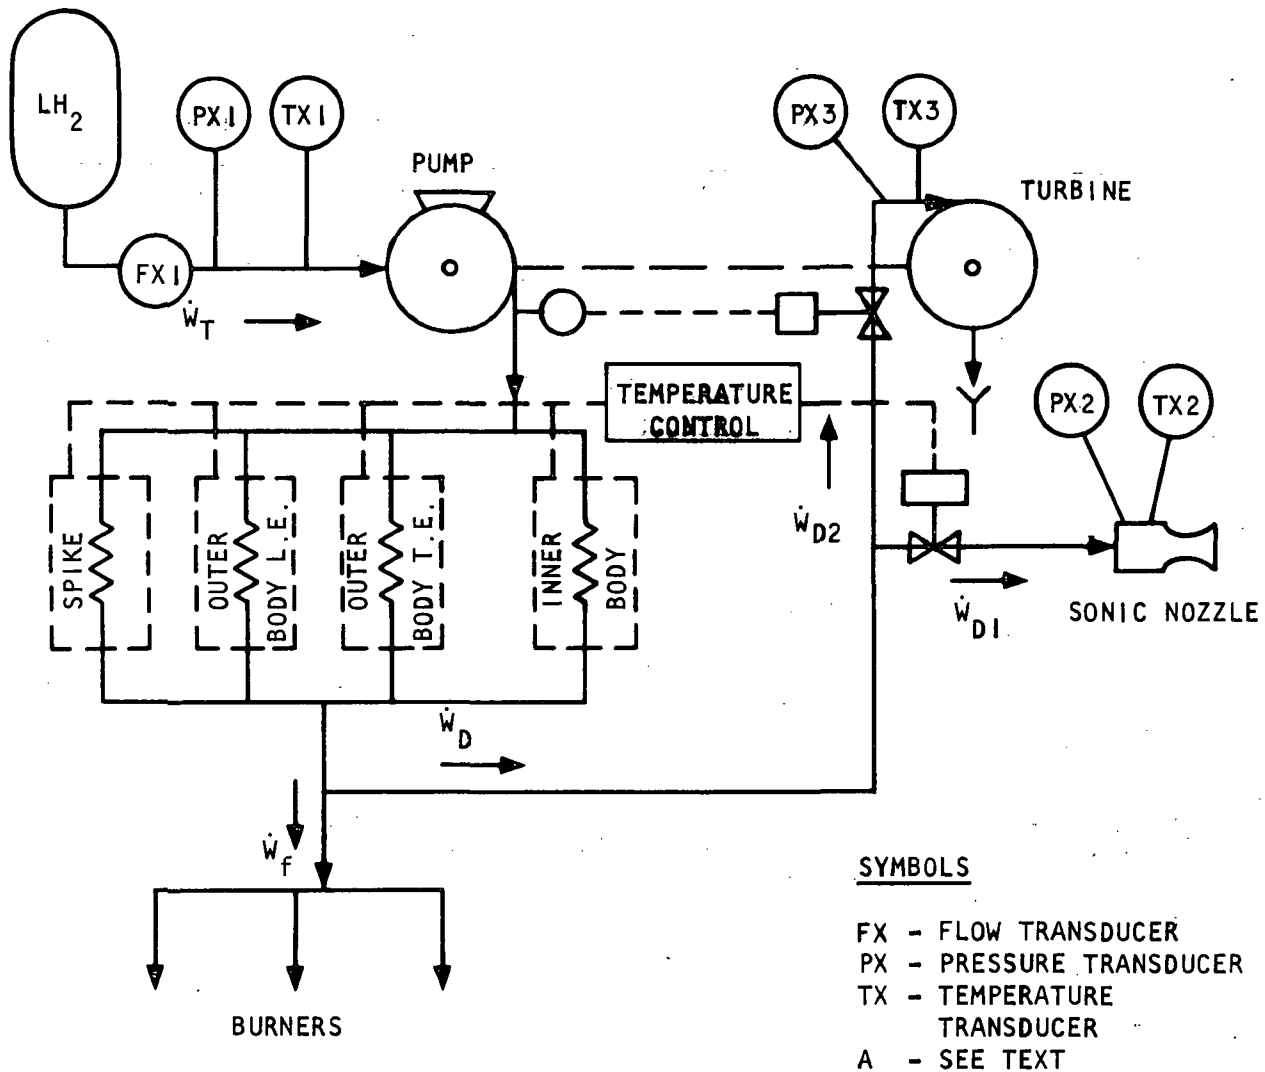 LH2
PX1
TX1
PUMP
PX3
TX3
TURBINE
FX1
ẆT
TEMPERATURE
CONTROL
PX2
TX2
SPIKE
OUTER
BODY L.E.
OUTER
BODY T.E.
INNER
BODY
ẆD2
ẆD1
SONIC NOZZLE
ẆD
Ẇf
BURNERS
SYMBOLS
FX - FLOW TRANSDUCER
PX - PRESSURE TRANSDUCER
TX - TEMPERATURE
TRANSDUCER
A - SEE TEXT